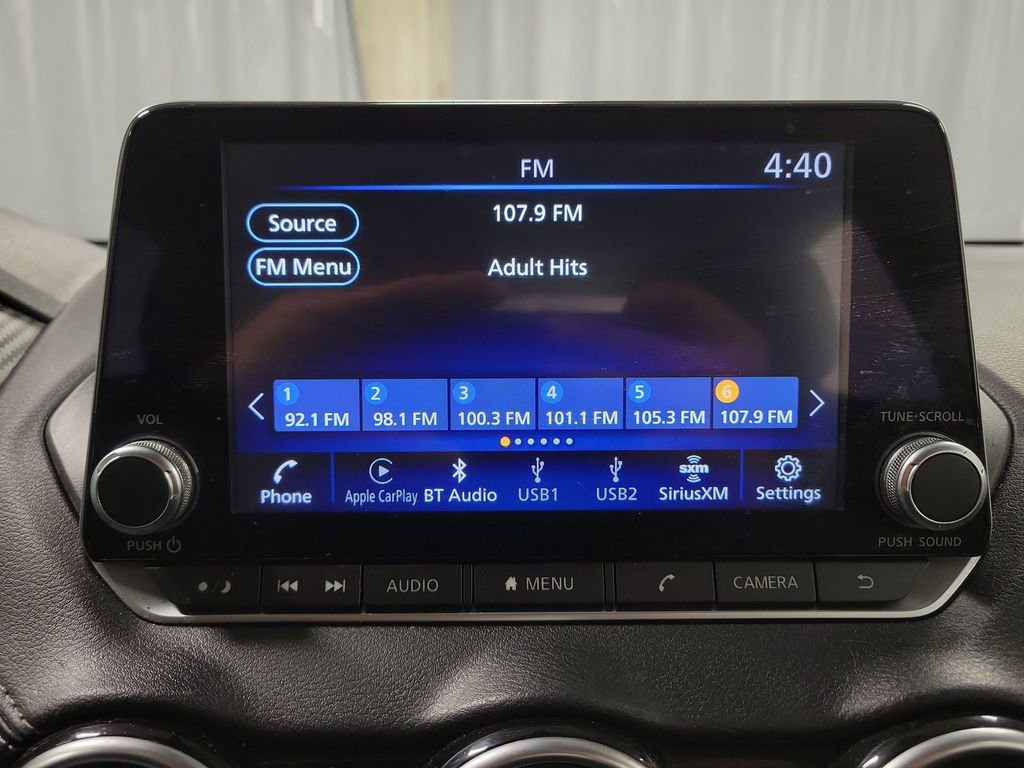 FM
4:40
Source
107.9 FM
FM Menu
Adult Hits
1 2 3 4 5 6
92.1 FM 98.1 FM 100.3 FM 101.1 FM 105.3 FM 107.9 FM
VOL
TUNE-SCROLL
sxm
Phone Apple CarPlay BT Audio USB1 USB2 SiriusXM Settings
PUSH
PUSH SOUND
AUDIO MENU CAMERA